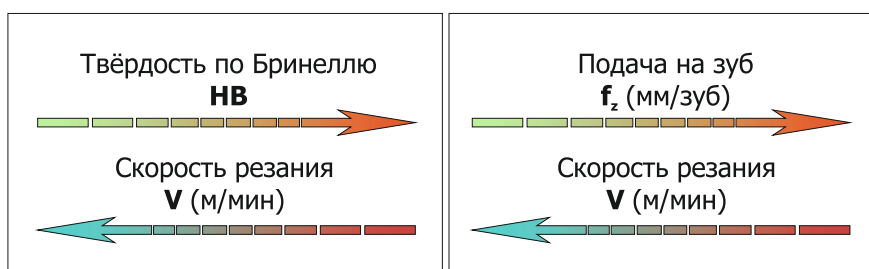 Твёрдость по Бринеллю
HB
Скорость резания
V (м/мин)
Подача на зуб
fz (мм/зуб)
Скорость резания
V (м/мин)